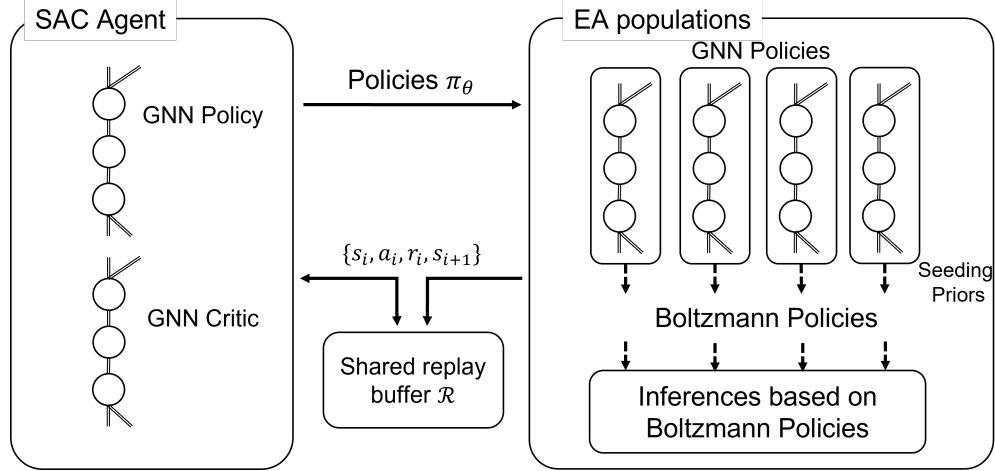 SAC Agent
GNN Policy
GNN Critic
Policies π_θ
{s_i, a_i, r_i, s_{i+1}}
Shared replay
buffer ℛ
EA populations
GNN Policies
Seeding
Priors
Boltzmann Policies
Inferences based on
Boltzmann Policies